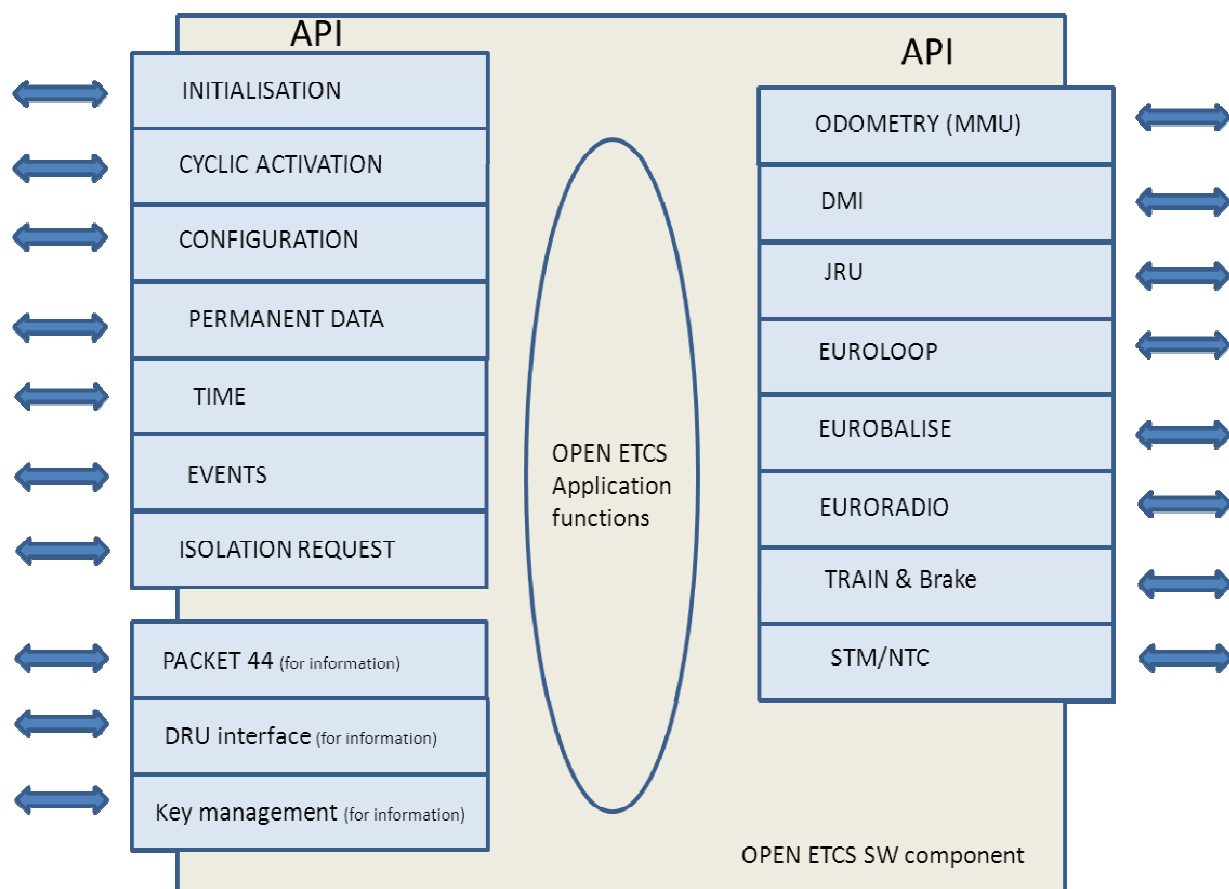 API
INITIALISATION
CYCLIC ACTIVATION
CONFIGURATION
PERMANENT DATA
TIME
EVENTS
ISOLATION REQUEST
PACKET 44 (for information)
DRU interface (for information)
Key management (for information)
OPEN ETCS
Application
functions
API
ODOMETRY (MMU)
DMI
JRU
EUROLOOP
EUROBALISE
EURORADIO
TRAIN & Brake
STM/NTC
OPEN ETCS SW component